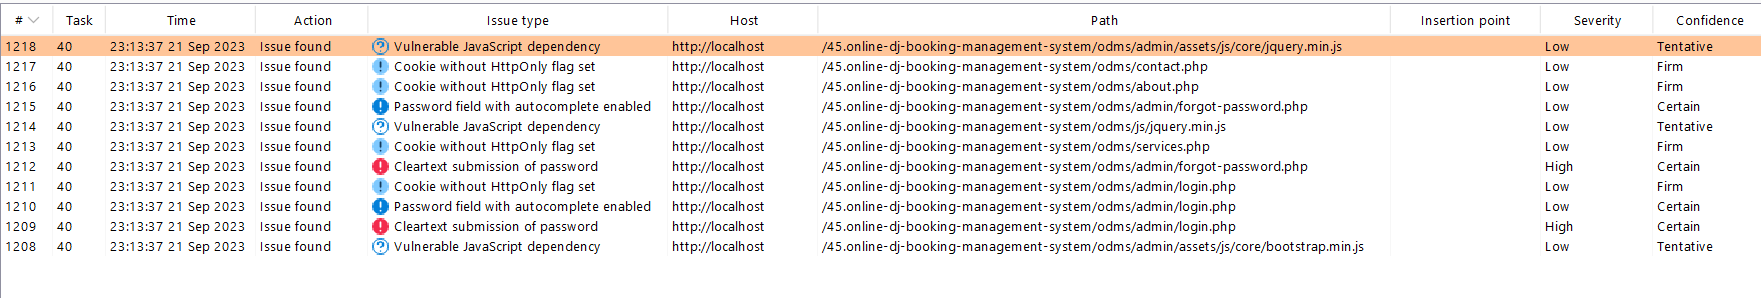 # Task Time Action Issue type Host Path Insertion point Severity Confidence
1218 40 23:13:37 21 Sep 2023 Issue found Vulnerable JavaScript dependency http://localhost /45.online-dj-booking-management-system/odms/admin/assets/js/core/jquery.min.js Low Tentative
1217 40 23:13:37 21 Sep 2023 Issue found Cookie without HttpOnly flag set http://localhost /45.online-dj-booking-management-system/odms/contact.php Low Firm
1216 40 23:13:37 21 Sep 2023 Issue found Cookie without HttpOnly flag set http://localhost /45.online-dj-booking-management-system/odms/about.php Low Firm
1215 40 23:13:37 21 Sep 2023 Issue found Password field with autocomplete enabled http://localhost /45.online-dj-booking-management-system/odms/admin/forgot-password.php Low Certain
1214 40 23:13:37 21 Sep 2023 Issue found Vulnerable JavaScript dependency http://localhost /45.online-dj-booking-management-system/odms/js/jquery.min.js Low Tentative
1213 40 23:13:37 21 Sep 2023 Issue found Cookie without HttpOnly flag set http://localhost /45.online-dj-booking-management-system/odms/services.php Low Firm
1212 40 23:13:37 21 Sep 2023 Issue found Cleartext submission of password http://localhost /45.online-dj-booking-management-system/odms/admin/forgot-password.php High Certain
1211 40 23:13:37 21 Sep 2023 Issue found Cookie without HttpOnly flag set http://localhost /45.online-dj-booking-management-system/odms/admin/login.php Low Firm
1210 40 23:13:37 21 Sep 2023 Issue found Password field with autocomplete enabled http://localhost /45.online-dj-booking-management-system/odms/admin/login.php Low Certain
1209 40 23:13:37 21 Sep 2023 Issue found Cleartext submission of password http://localhost /45.online-dj-booking-management-system/odms/admin/login.php High Certain
1208 40 23:13:37 21 Sep 2023 Issue found Vulnerable JavaScript dependency http://localhost /45.online-dj-booking-management-system/odms/admin/assets/js/core/bootstrap.min.js Low Tentative